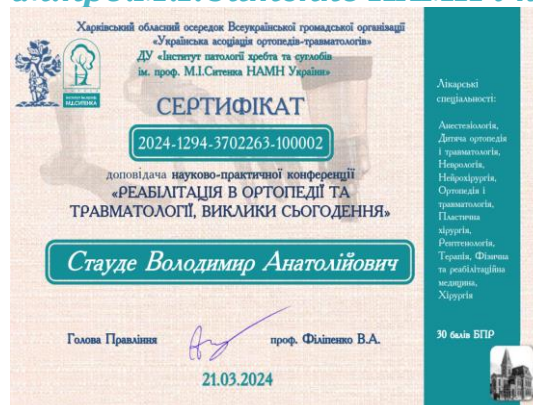 Харківський обласний осередок Всеукраїнської громадської організації
«Українська асоціація ортопедів-травматологів»
ДУ «Інститут патології хребта та суглобів
ім. проф. М.І.Ситенка НАМН України»
СЕРТИФІКАТ
2024-1294-3702263-100002
доповідача науково-практичної конференції
«РЕАБІЛІТАЦІЯ В ОРТОПЕДІЇ ТА
ТРАВМАТОЛОГІЇ, ВИКЛИКИ СЬОГОДЕННЯ»
Стауде Володимир Анатолійович
Голова Правління
проф. Філіпенко В.А.
21.03.2024
Лікарські
спеціальності:
Анестезіологія,
Дитяча ортопедія
і травматологія,
Неврологія,
Нейрохірургія,
Ортопедія і
травматологія,
Пластична
хірургія,
Рентгенологія,
Терапія, Фізична
та реабілітаційна
медицина,
Хірургія
30 балів БПР